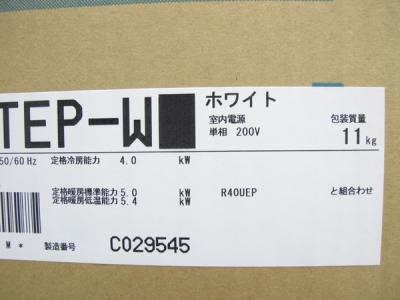 TEP-W■ ホワイト
室内電源 包装質量
単相 200V 11kg
50/60 Hz 定格冷房能力 4.0 kW
定格暖房標準能力 5.0 kW R40UEP と組合わせ
定格暖房低温能力 5.4 kW
M * 製造番号 C029545